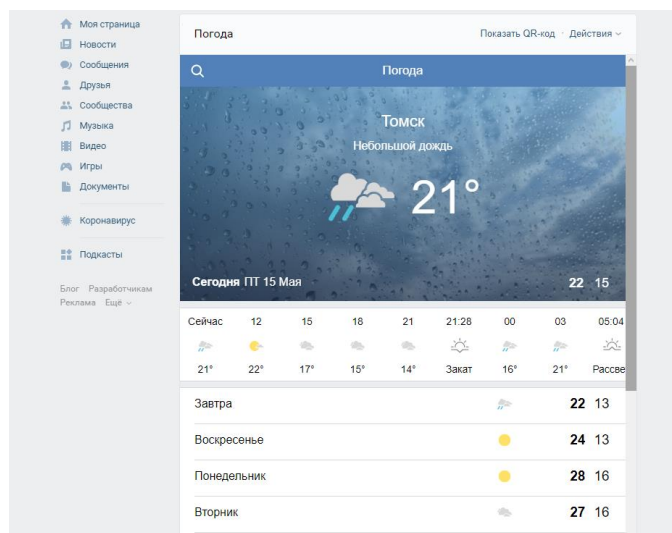 Моя страница
Новости
Сообщения
Друзья
Сообщества
Музыка
Видео
Игры
Документы
Коронавирус
Подкасты
Блог Разработчикам
Реклама Ещё
Погода
Показать QR-код · Действия
Погода
Томск
Небольшой дождь
21°
Сегодня ПТ 15 Мая 22 15
Сейчас 12 15 18 21 21:28 00 03 05:04
21° 22° 17° 15° 14° Закат 16° 21° Рассве
Завтра 22 13
Воскресенье 24 13
Понедельник 28 16
Вторник 27 16